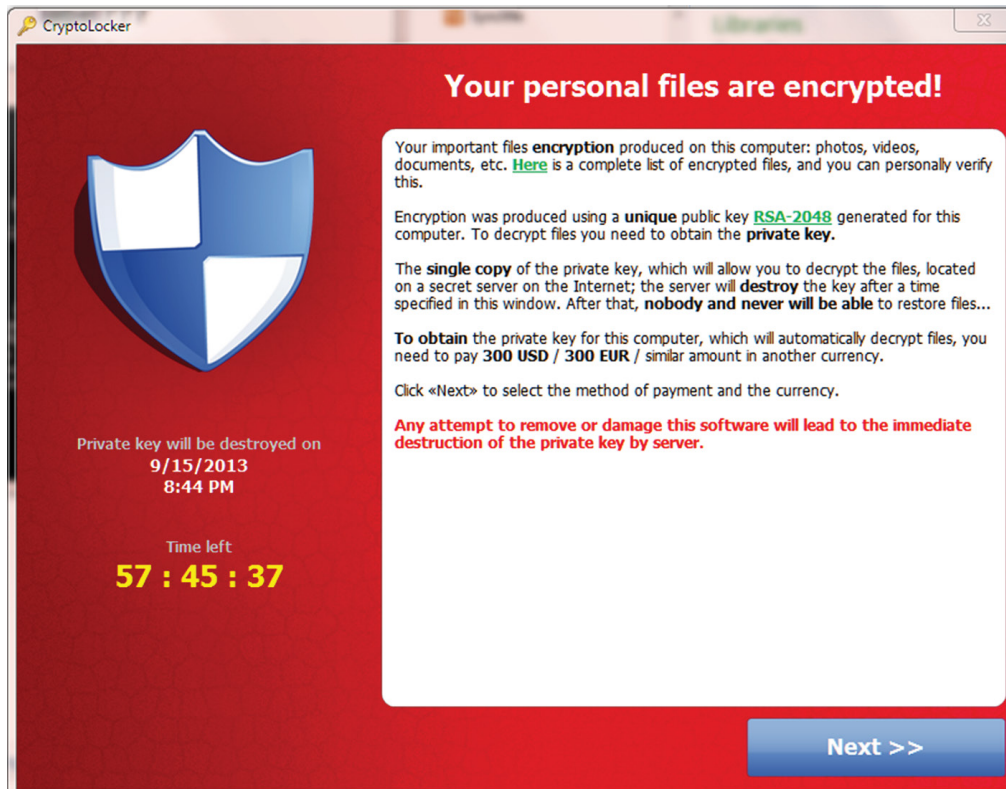 CryptoLocker
Libraries
Your personal files are encrypted!
Your important files encryption produced on this computer: photos, videos,
documents, etc. Here is a complete list of encrypted files, and you can personally verify
this.
Encryption was produced using a unique public key RSA-2048 generated for this
computer. To decrypt files you need to obtain the private key.
The single copy of the private key, which will allow you to decrypt the files, located
on a secret server on the Internet; the server will destroy the key after a time
specified in this window. After that, nobody and never will be able to restore files...
To obtain the private key for this computer, which will automatically decrypt files, you
need to pay 300 USD / 300 EUR / similar amount in another currency.
Click «Next» to select the method of payment and the currency.
Any attempt to remove or damage this software will lead to the immediate
destruction of the private key by server.
Private key will be destroyed on
9/15/2013
8:44 PM
Time left
57 : 45 : 37
Next >>